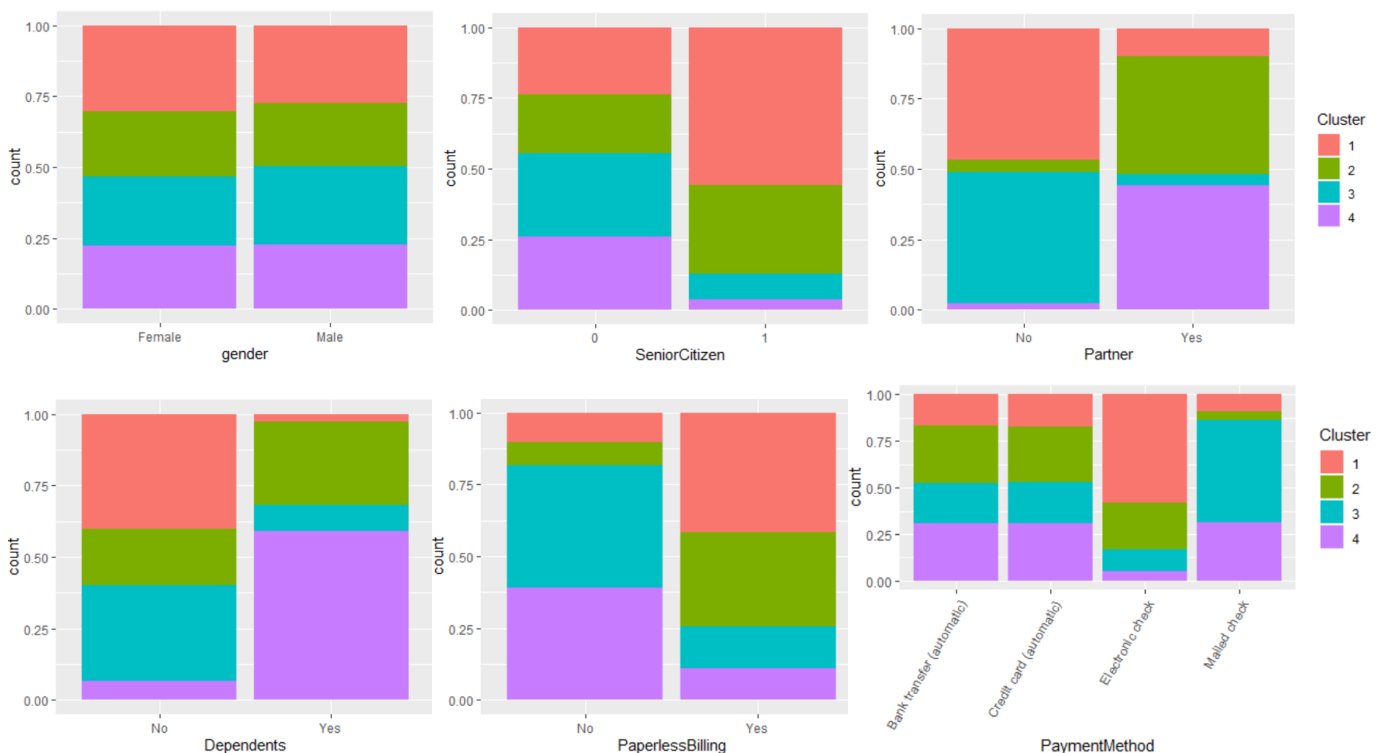 1.00
0.75
0.50
0.25
0.00
count
Female
Male
gender
1.00
0.75
0.50
0.25
0.00
count
0
1
SeniorCitizen
1.00
0.75
0.50
0.25
0.00
count
No
Yes
Partner
Cluster
1
2
3
4
1.00
0.75
0.50
0.25
0.00
count
No
Yes
Dependents
1.00
0.75
0.50
0.25
0.00
count
No
Yes
PaperlessBilling
1.00
0.75
0.50
0.25
0.00
count
Bank transfer (automatic)
Credit card (automatic)
Electronic check
Mailed check
PaymentMethod
Cluster
1
2
3
4